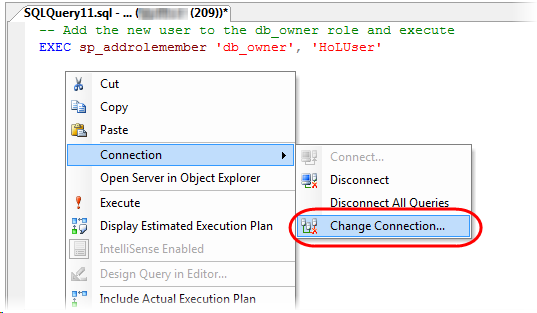 SQLQuery11.sql - ... ( (209))*
-- Add the new user to the db_owner role and execute
EXEC sp_addrolemember 'db_owner', 'HoLUser'
Cut
Copy
Paste
Connection
Open Server in Object Explorer
Execute
Display Estimated Execution Plan
IntelliSense Enabled
Design Query in Editor...
Include Actual Execution Plan
Connect...
Disconnect
Disconnect All Queries
Change Connection...